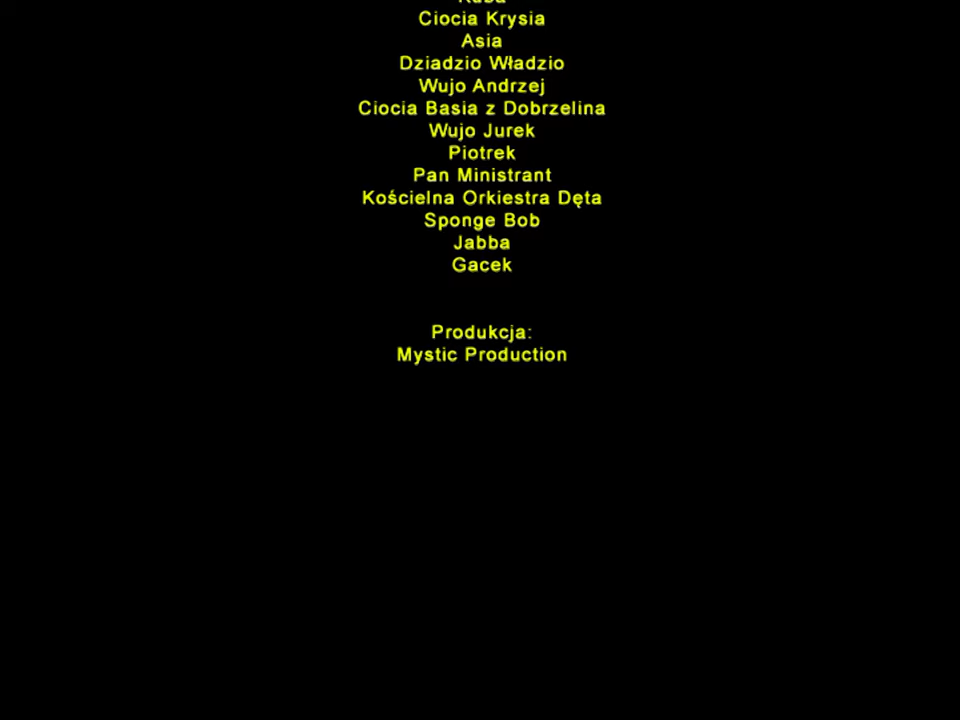 Ciocia Krysia
Asia
Dziadzio Władzio
Wujo Andrzej
Ciocia Basia z Dobrzelina
Wujo Jurek
Piotrek
Pan Ministrant
Kościelna Orkiestra Dęta
Sponge Bob
Jabba
Gacek
Produkcja:
Mystic Production